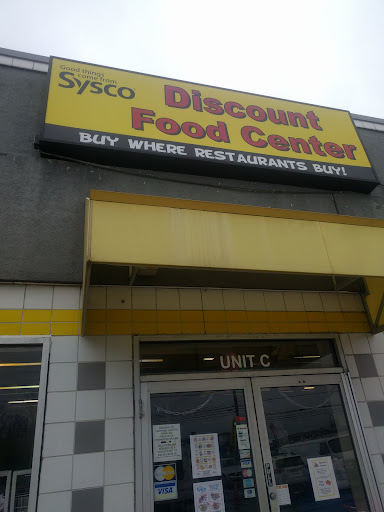 Good things
come from
Sysco
Discount
Food Center
BUY WHERE RESTAURANTS BUY!
UNIT C
VISA